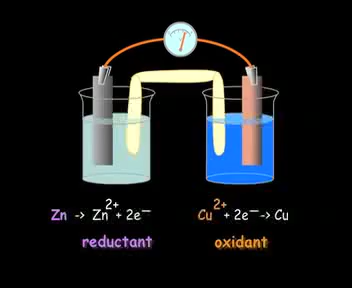 Zn -> Zn²⁺ + 2e⁻
Cu²⁺ + 2e⁻ -> Cu
reductant
oxidant